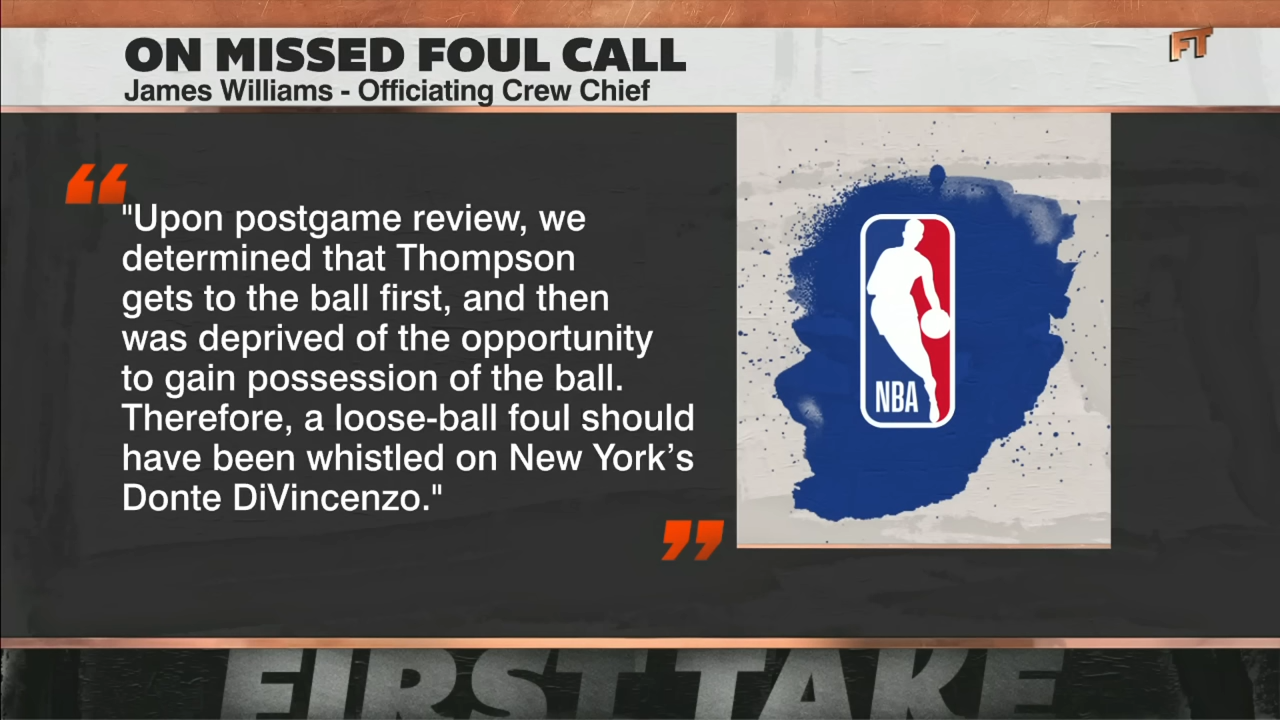 ON MISSED FOUL CALL
FT
James Williams - Officiating Crew Chief
“
"Upon postgame review, we
determined that Thompson
gets to the ball first, and then
was deprived of the opportunity
to gain possession of the ball.
Therefore, a loose-ball foul should
have been whistled on New York’s
Donte DiVincenzo."
”
NBA
FIRST TAKE